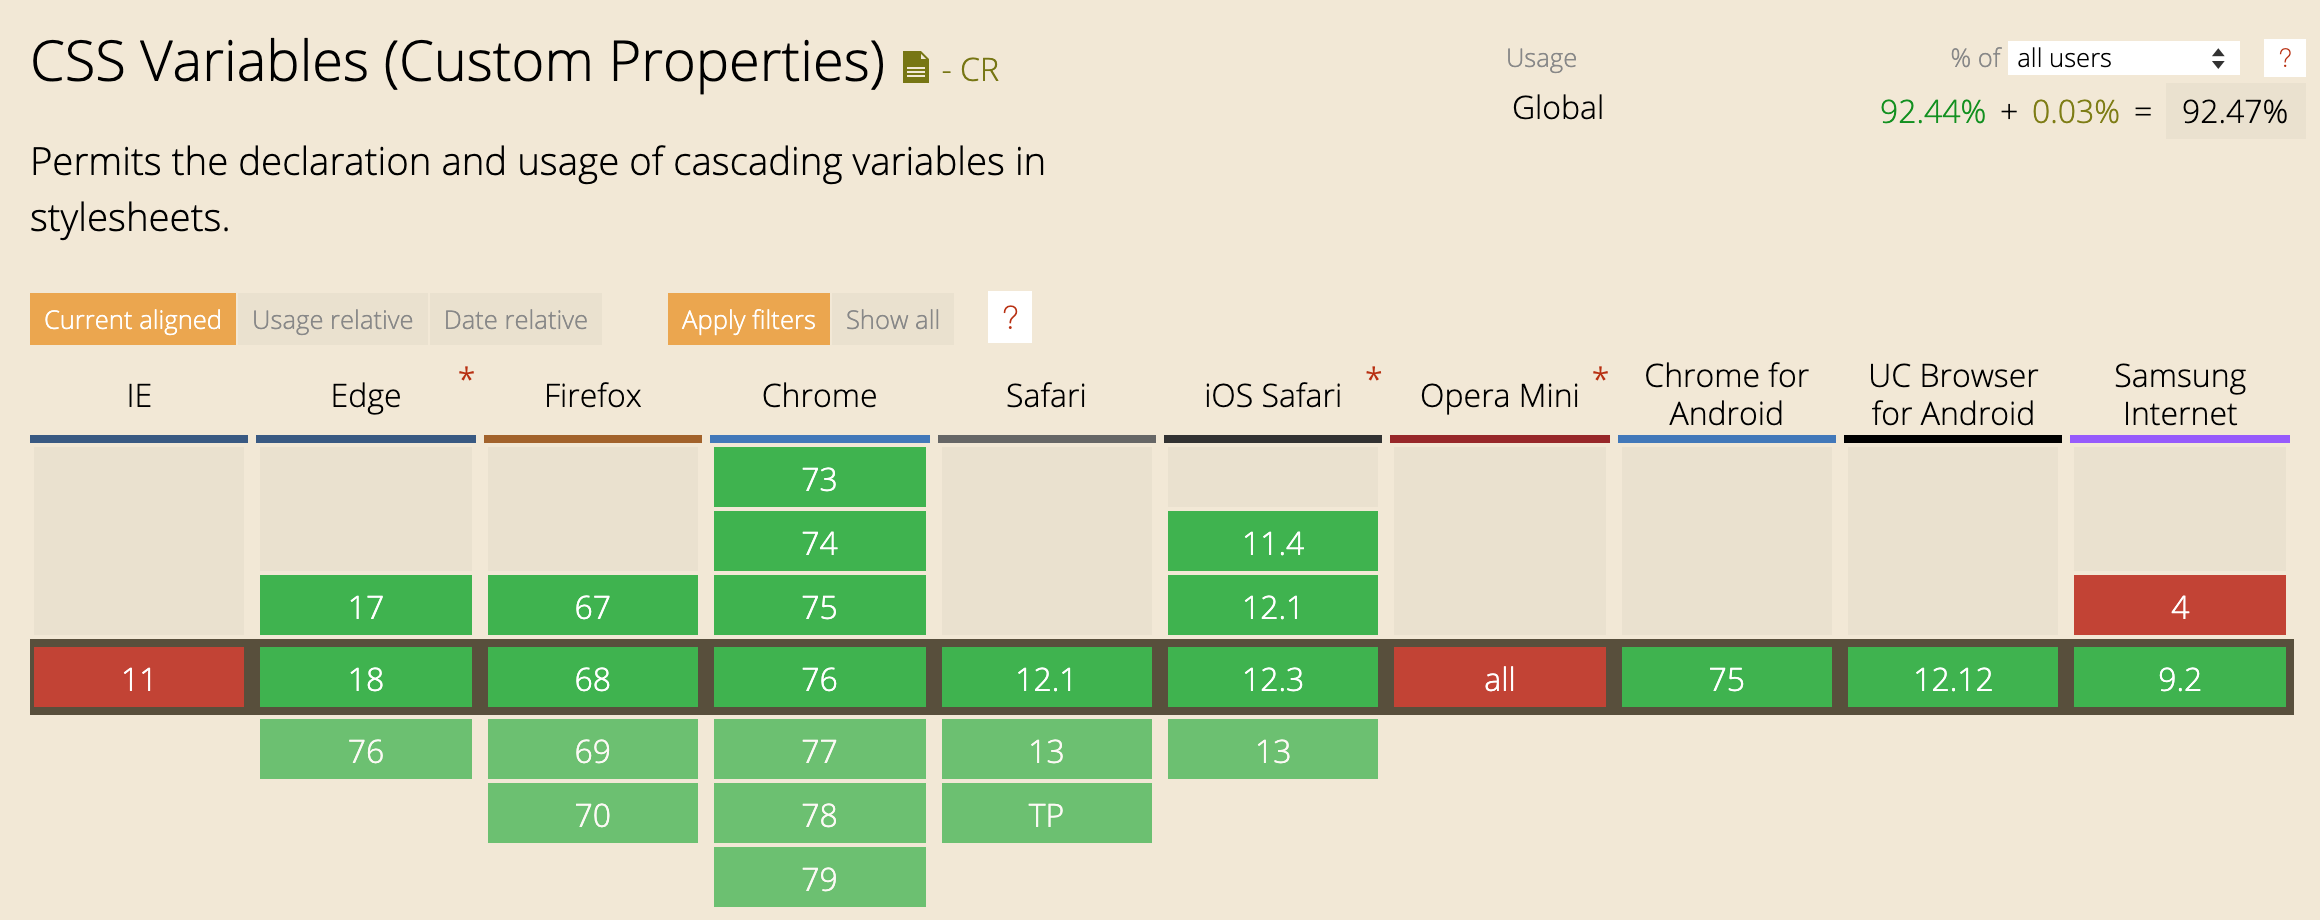 CSS Variables (Custom Properties) - CR
Usage % of all users ?
Global 92.44% + 0.03% = 92.47%
Permits the declaration and usage of cascading variables in
stylesheets.
Current aligned Usage relative Date relative Apply filters Show all ?
IE Edge * Firefox Chrome Safari iOS Safari * Opera Mini * Chrome for Android UC Browser for Android Samsung Internet
73
74 11.4
17 67 75 12.1 4
11 18 68 76 12.1 12.3 all 75 12.12 9.2
76 69 77 13 13
70 78 TP
79